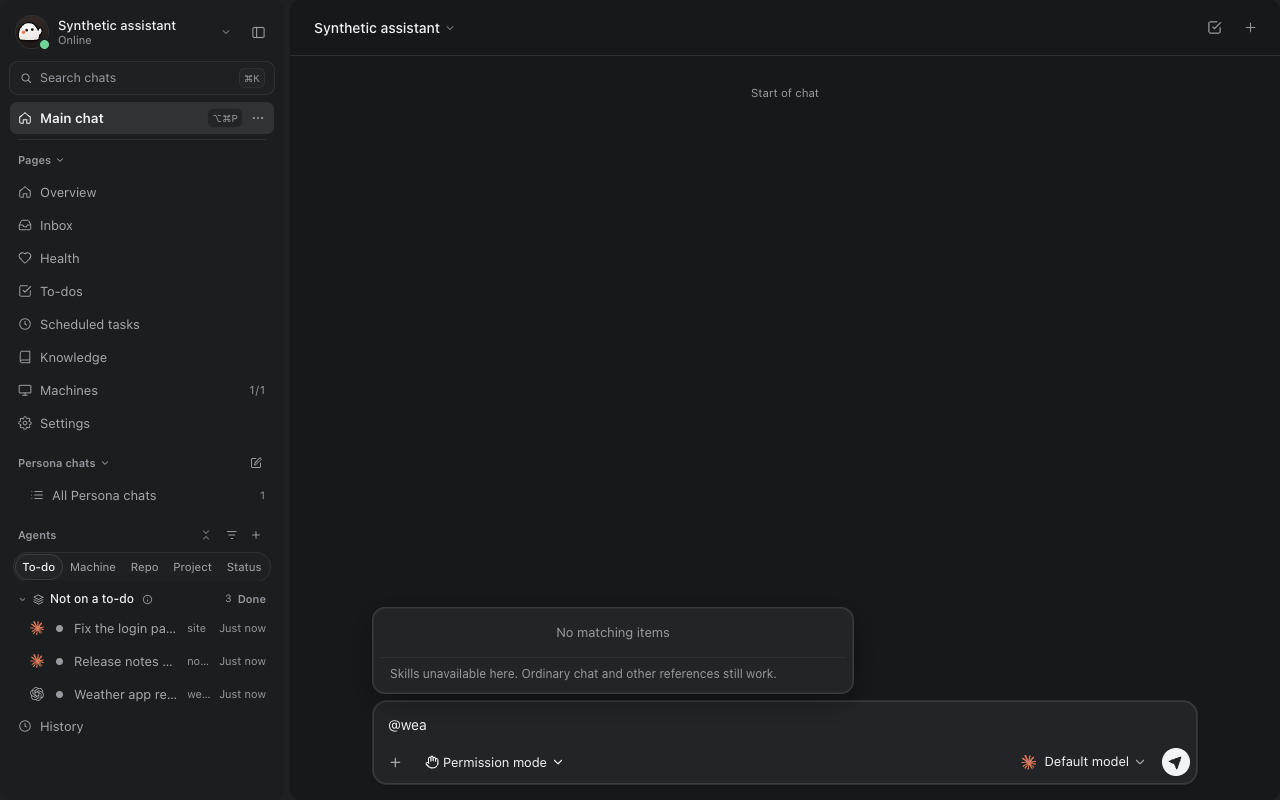 Synthetic assistant
Online
Search chats ⌘K
Main chat ⌥⌘P
Pages
Overview
Inbox
Health
To-dos
Scheduled tasks
Knowledge
Machines 1/1
Settings
Persona chats
All Persona chats 1
Agents
To-do Machine Repo Project Status
Not on a to-do 3 Done
Fix the login pa... site Just now
Release notes ... no... Just now
Weather app re... we... Just now
History
Synthetic assistant
Start of chat
No matching items
Skills unavailable here. Ordinary chat and other references still work.
@wea
Permission mode
Default model